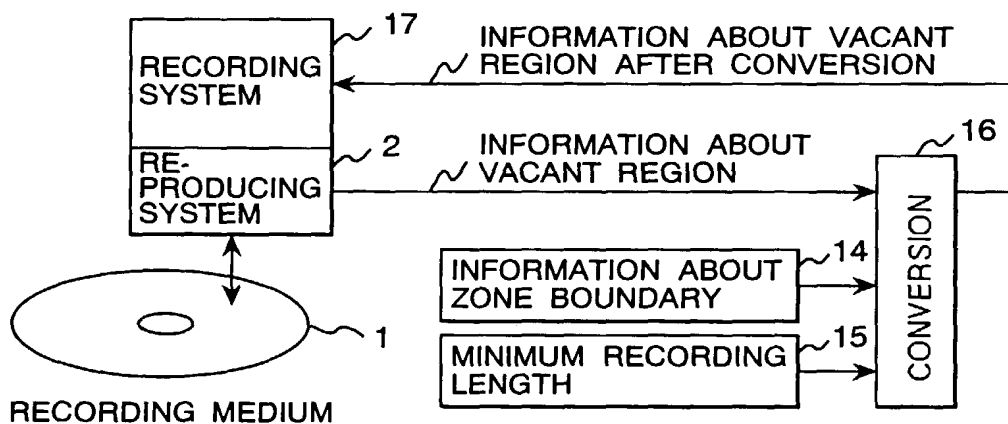 17
INFORMATION ABOUT VACANT
REGION AFTER CONVERSION
RECORDING
SYSTEM
2
RE-
PRODUCING
SYSTEM
INFORMATION ABOUT
VACANT REGION
16
CONVERSION
INFORMATION ABOUT
ZONE BOUNDARY
14
MINIMUM RECORDING
LENGTH
15
1
RECORDING MEDIUM